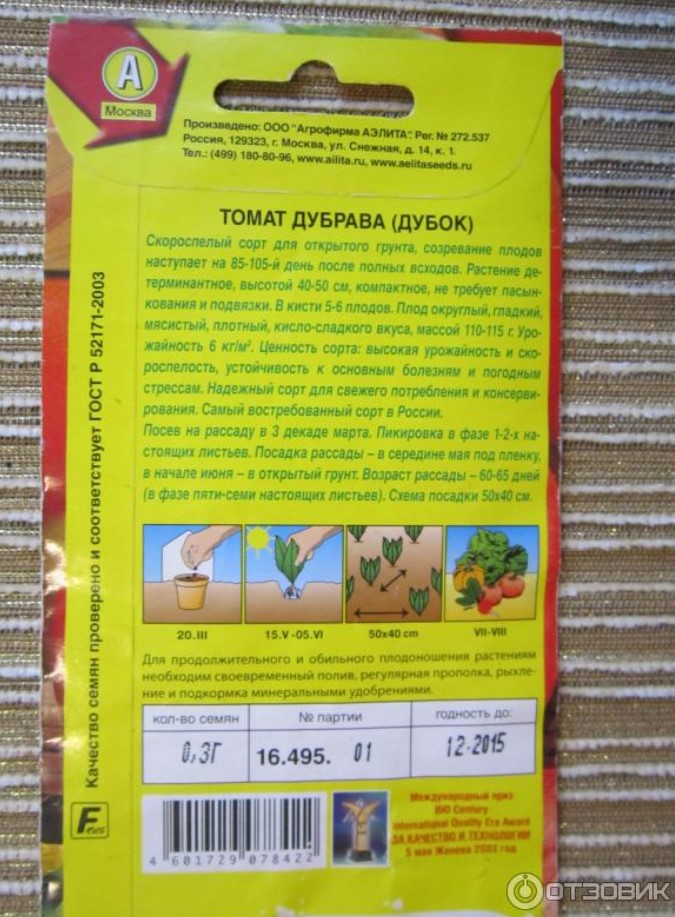 А
Москва
Произведено: ООО "Агрофирма АЭЛИТА". Рег. № 272.537
Россия, 129323, г. Москва, ул. Снежная, д. 14, к. 1.
Тел.: (499) 180-80-96, www.ailita.ru, www.aelitaseeds.ru
ТОМАТ ДУБРАВА (ДУБОК)
Скороспелый сорт для открытого грунта, созревание плодов
наступает на 85-105-й день после полных всходов. Растение де-
терминантное, высотой 40-50 см, компактное, не требует пасын-
кования и подвязки. В кисти 5-6 плодов. Плод округлый, гладкий,
мясистый, плотный, кисло-сладкого вкуса, массой 110-115 г. Уро-
жайность 6 кг/м². Ценность сорта: высокая урожайность и ско-
роспелость, устойчивость к основным болезням и погодным
стрессам. Надежный сорт для свежего потребления и консерви-
рования. Самый востребованный сорт в России.
Посев на рассаду в 3 декаде марта. Пикировка в фазе 1-2-х на-
стоящих листьев. Посадка рассады – в середине мая под пленку,
в начале июня – в открытый грунт. Возраст рассады – 60-65 дней
(в фазе пяти-семи настоящих листьев). Схема посадки 50х40 см.
20.III
15.V -05.VI
50х40 cm
VII-VIII
Для продолжительного и обильного плодоношения растениям
необходим своевременный полив, регулярная прополка, рыхле-
ние и подкормка минеральными удобрениями.
кол-во семян
№ партии
годность до:
0,3Г
16.495. 01
12-2015
Качество семян проверено и соответствует ГОСТ Р 52171-2003
4 601729 078422
Международный приз
BIO Century
International Quality Era Award
ЗА КАЧЕСТВО И ТЕХНОЛОГИИ
5 мая Женева 2003 год
ОТЗОВИК